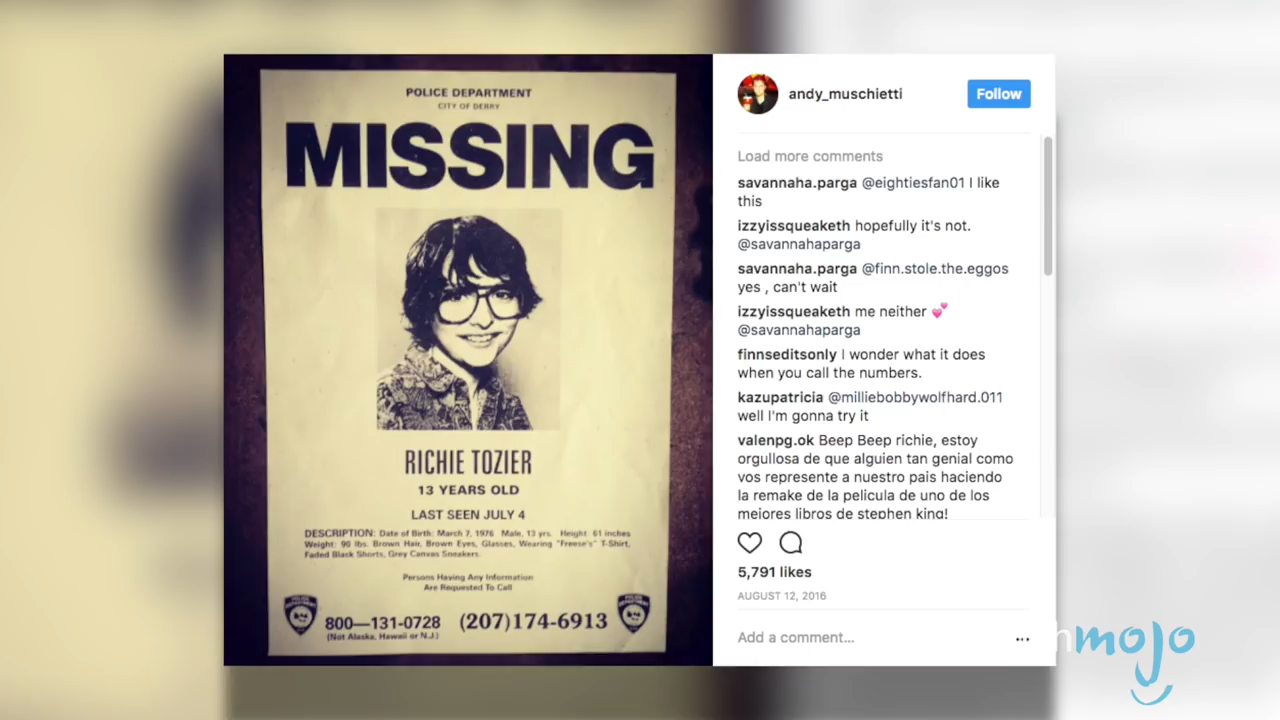 POLICE DEPARTMENT
CITY OF DERRY
MISSING
RICHIE TOZIER
13 YEARS OLD
LAST SEEN JULY 4
DESCRIPTION: Date of Birth: March 7, 1976 Male, 13 yrs. Height: 61 inches
Weight: 90 lbs. Brown Hair, Brown Eyes, Glasses, Wearing "Freese's" T-Shirt,
Faded Black Shorts, Grey Canvas Sneakers.
Persons Having Any Information
Are Requested To Call
800—131-0728 (207)174-6913
(Not Alaska, Hawaii or N.J.)
andy_muschietti
Follow
Load more comments
savannaha.parga @eightiesfan01 I like
this
izzyissqueaketh hopefully it's not.
@savannahaparga
savannaha.parga @finn.stole.the.eggos
yes , can't wait
izzyissqueaketh me neither 💕
@savannahaparga
finnseditsonly I wonder what it does
when you call the numbers.
kazupatricia @milliebobbywolfhard.011
well I'm gonna try it
valenpg.ok Beep Beep richie, estoy
orgullosa de que alguien tan genial como
vos represente a nuestro pais haciendo
la remake de la pelicula de uno de los
mejores libros de stephen king!
5,791 likes
AUGUST 12, 2016
Add a comment...
hmojo